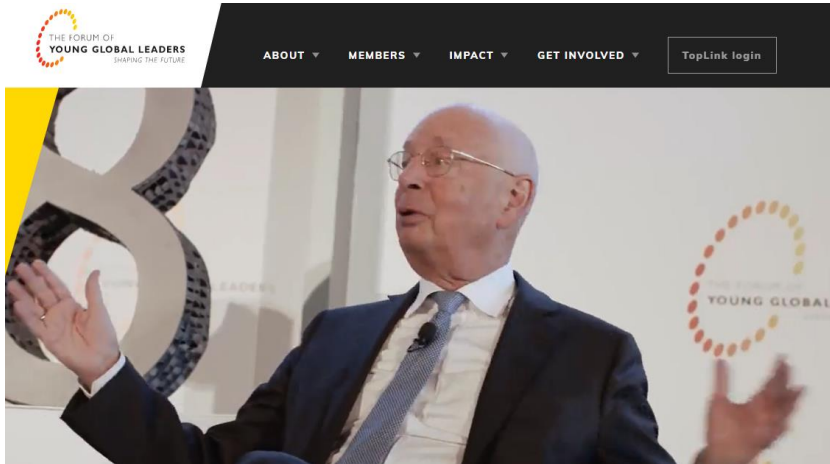 THE FORUM OF
YOUNG GLOBAL LEADERS
SHAPING THE FUTURE
ABOUT
MEMBERS
IMPACT
GET INVOLVED
TopLink login
LEADERS
THE FORUM OF
YOUNG GLOBAL